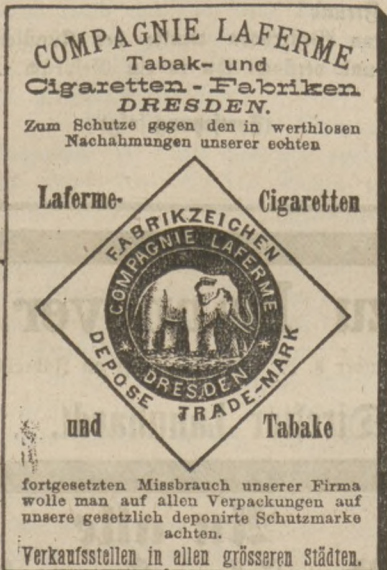 COMPAGNIE LAFERME
Tabak- und
Cigaretten-Fabriken
DRESDEN.
Zum Schutze gegen den in werthlosen
Nachahmungen unserer echten
Laferme- Cigaretten
FABRIKZEICHEN
COMPAGNIE LAFERME
DRESDEN
DEPOSE TRADE-MARK
und Tabake
fortgesetzten Missbrauch unserer Firma
wolle man auf allen Verpackungen auf
unsere gesetzlich deponirte Schutzmarke
achten.
Verkaufsstellen in allen grösseren Städten.